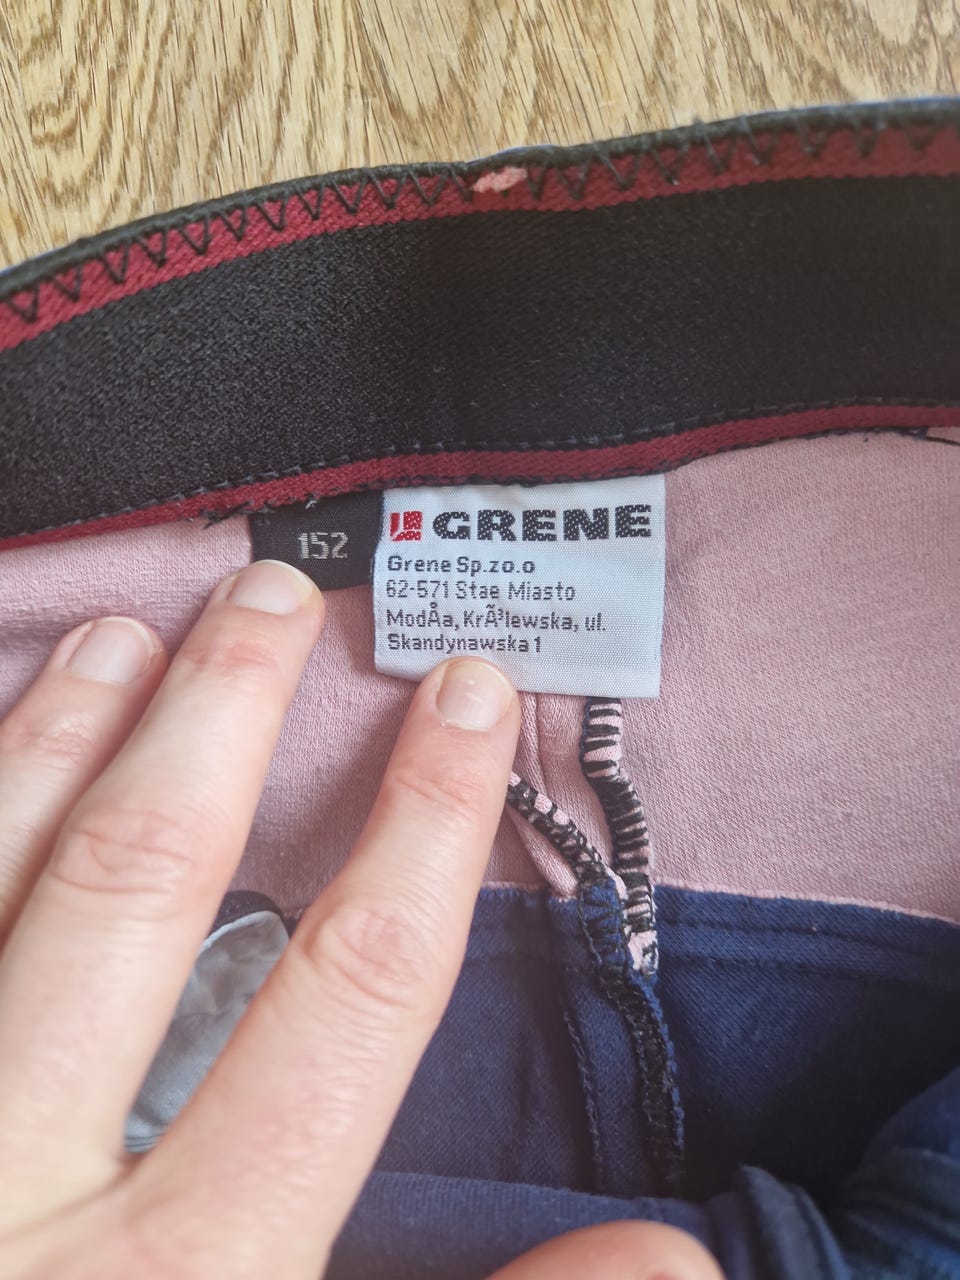 152
GRENE
Grene Sp.zo.o
62-571 Stae Miasto
ModÅa, KrÃ³lewska, ul.
Skandynawska 1